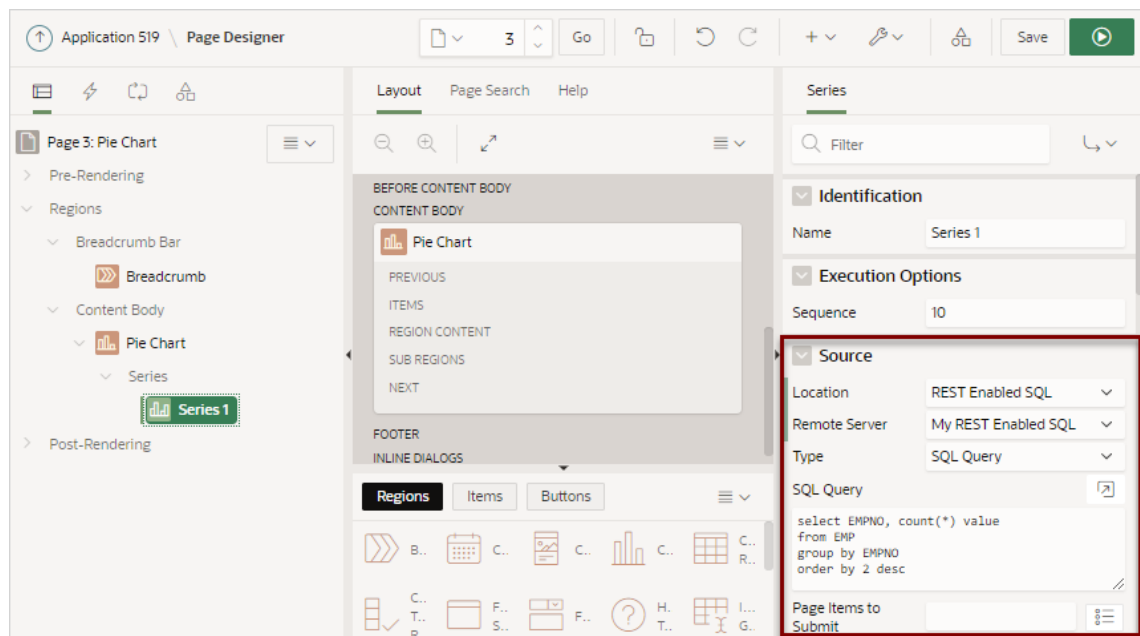 Application 519 \ Page Designer
3
Go
Save
Page 3: Pie Chart
Pre-Rendering
Regions
Breadcrumb Bar
Breadcrumb
Content Body
Pie Chart
Series
Series 1
Post-Rendering
Layout
Page Search
Help
BEFORE CONTENT BODY
CONTENT BODY
Pie Chart
PREVIOUS
ITEMS
REGION CONTENT
SUB REGIONS
NEXT
FOOTER
INLINE DIALOGS
Regions
Items
Buttons
B..
C..
C..
C..
C..
R..
C..
T..
R
F..
S..
F..
H.
T..
I...
G..
Series
Filter
Identification
Name
Series 1
Execution Options
Sequence
10
Source
Location
REST Enabled SQL
Remote Server
My REST Enabled SQL
Type
SQL Query
SQL Query
select EMPNO, count(*) value
from EMP
group by EMPNO
order by 2 desc
Page Items to
Submit